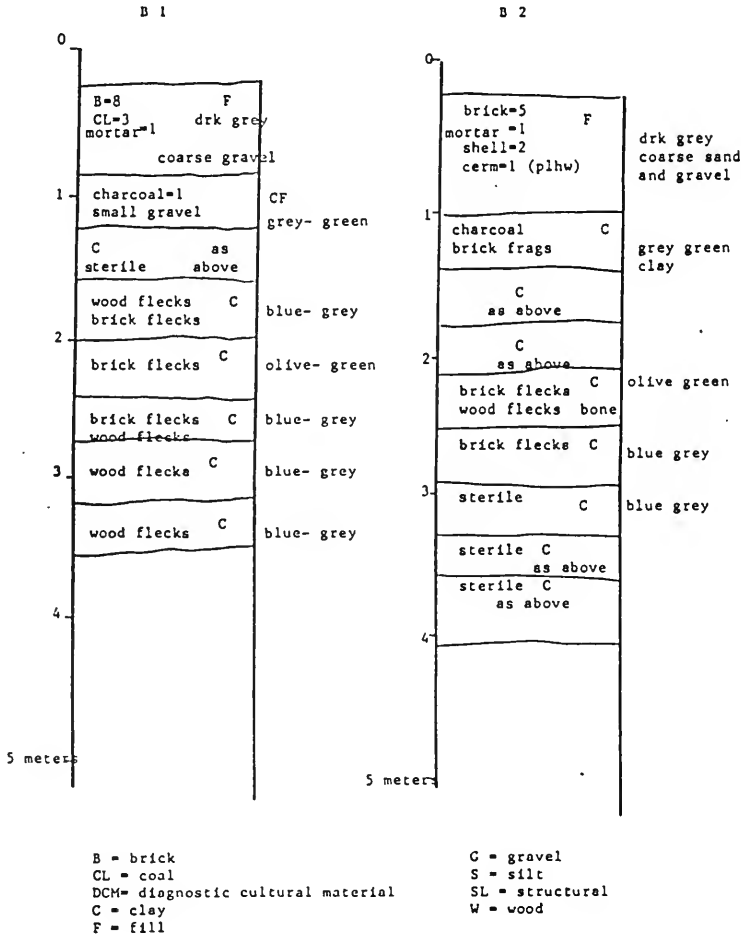 B 1
0
B=8 F
CL=3 drk grey
mortar=1
coarse gravel
1
charcoal=1 CF
small gravel
grey- green
C as
sterile above
wood flecks C
brick flecks
blue- grey
2
brick flecks C
olive- green
brick flecks C
wood flecks
blue- grey
3
wood flecks C
blue- grey
wood flecks C
blue- grey
4
5 meters
B 2
0
brick=5 F
mortar =1
shell=2
cerm=1 (plhw)
drk grey
coarse sand
and gravel
1
charcoal C
brick frags
grey green
clay
C
as above
2
C
as above
brick flecks C
wood flecks bone
olive green
brick flecks C
blue grey
3
sterile C
blue grey
sterile C
as above
sterile C
as above
4
5 meters
B = brick
CL = coal
DCM= diagnostic cultural material
C = clay
F = fill
G = gravel
S = silt
SL = structural
W = wood